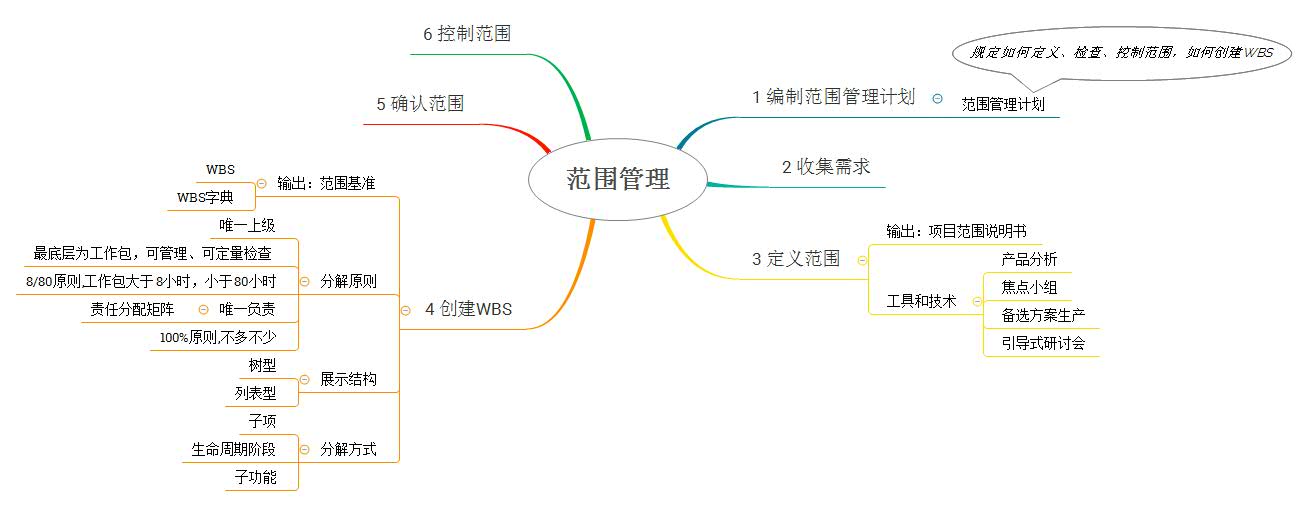 范围管理
1 编制范围管理计划
范围管理计划
规定如何定义、检查、控制范围，如何创建WBS
2 收集需求
3 定义范围
输出：项目范围说明书
工具和技术
产品分析
焦点小组
备选方案生产
引导式研讨会
4 创建WBS
输出：范围基准
WBS
WBS字典
分解原则
唯一上级
最底层为工作包，可管理、可定量检查
8/80原则,工作包大于8小时，小于80小时
唯一负责
责任分配矩阵
100%原则,不多不少
展示结构
树型
列表型
分解方式
子项
生命周期阶段
子功能
5 确认范围
6 控制范围